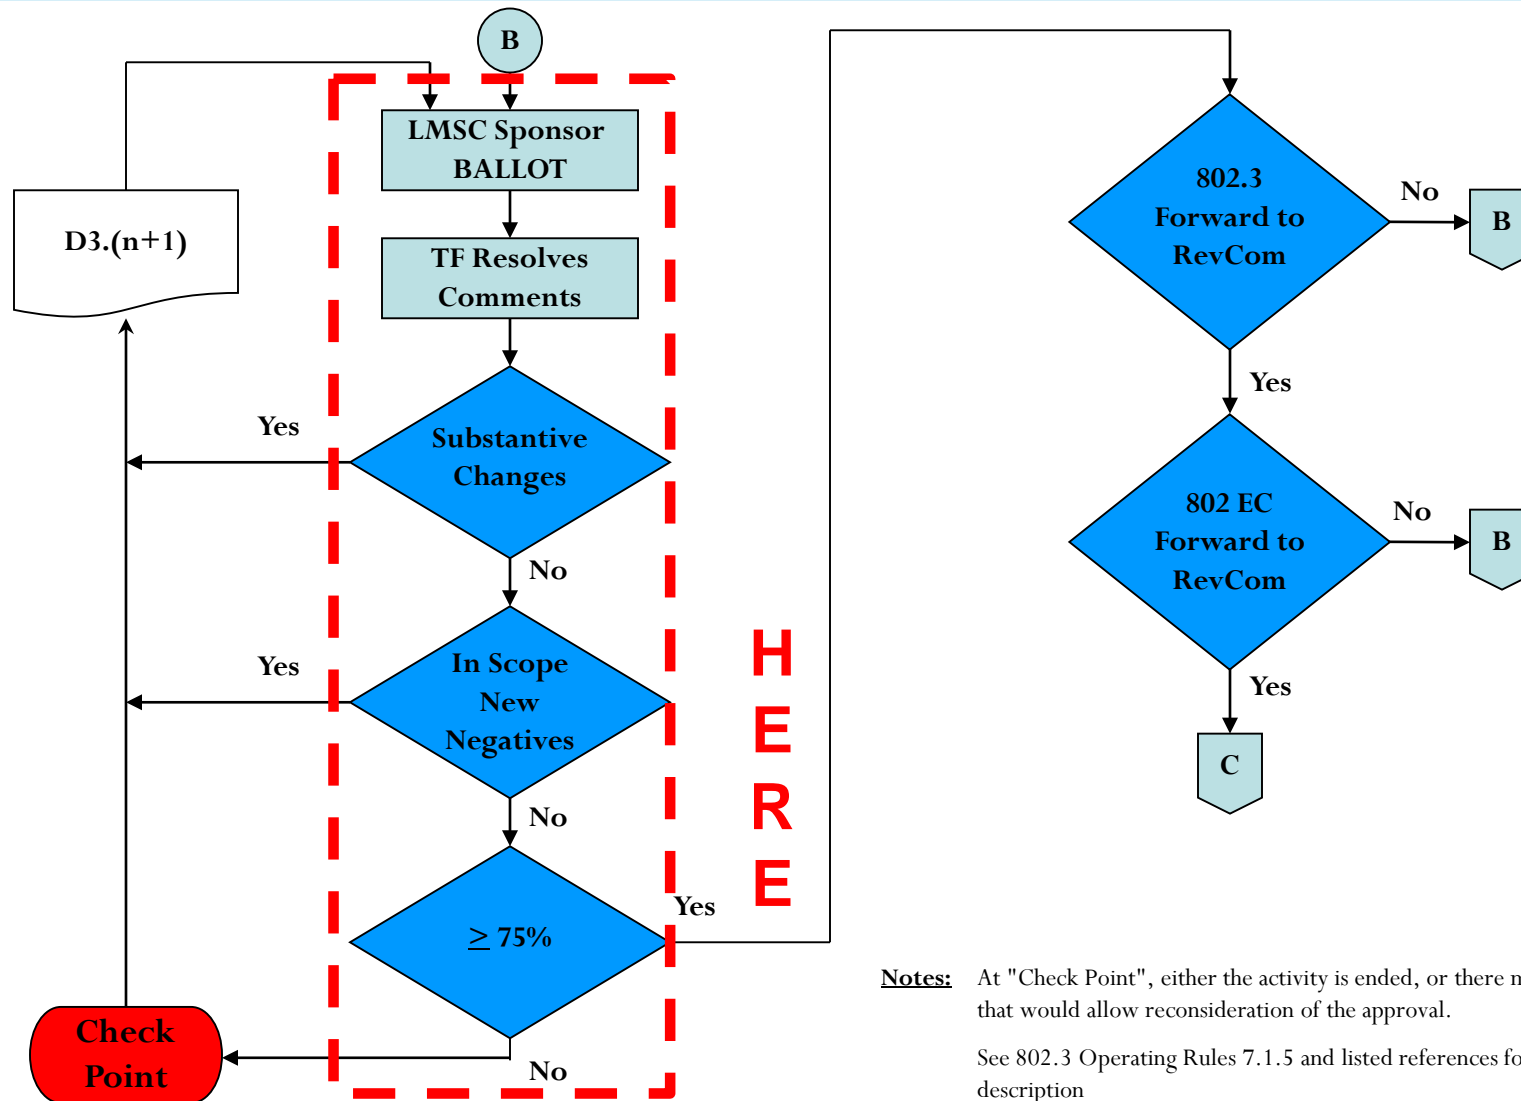 B
LMSC Sponsor
BALLOT
D3.(n+1)
TF Resolves
Comments
Yes
Substantive
Changes
No
Yes
In Scope
New
Negatives
No
≥ 75%
Yes
No
Check
Point
H
E
R
E
802.3
Forward to
RevCom
No
B
Yes
802 EC
Forward to
RevCom
No
B
Yes
C
Notes: At "Check Point", either the activity is ended, or there
that would allow reconsideration of the approval.
See 802.3 Operating Rules 7.1.5 and listed references
description